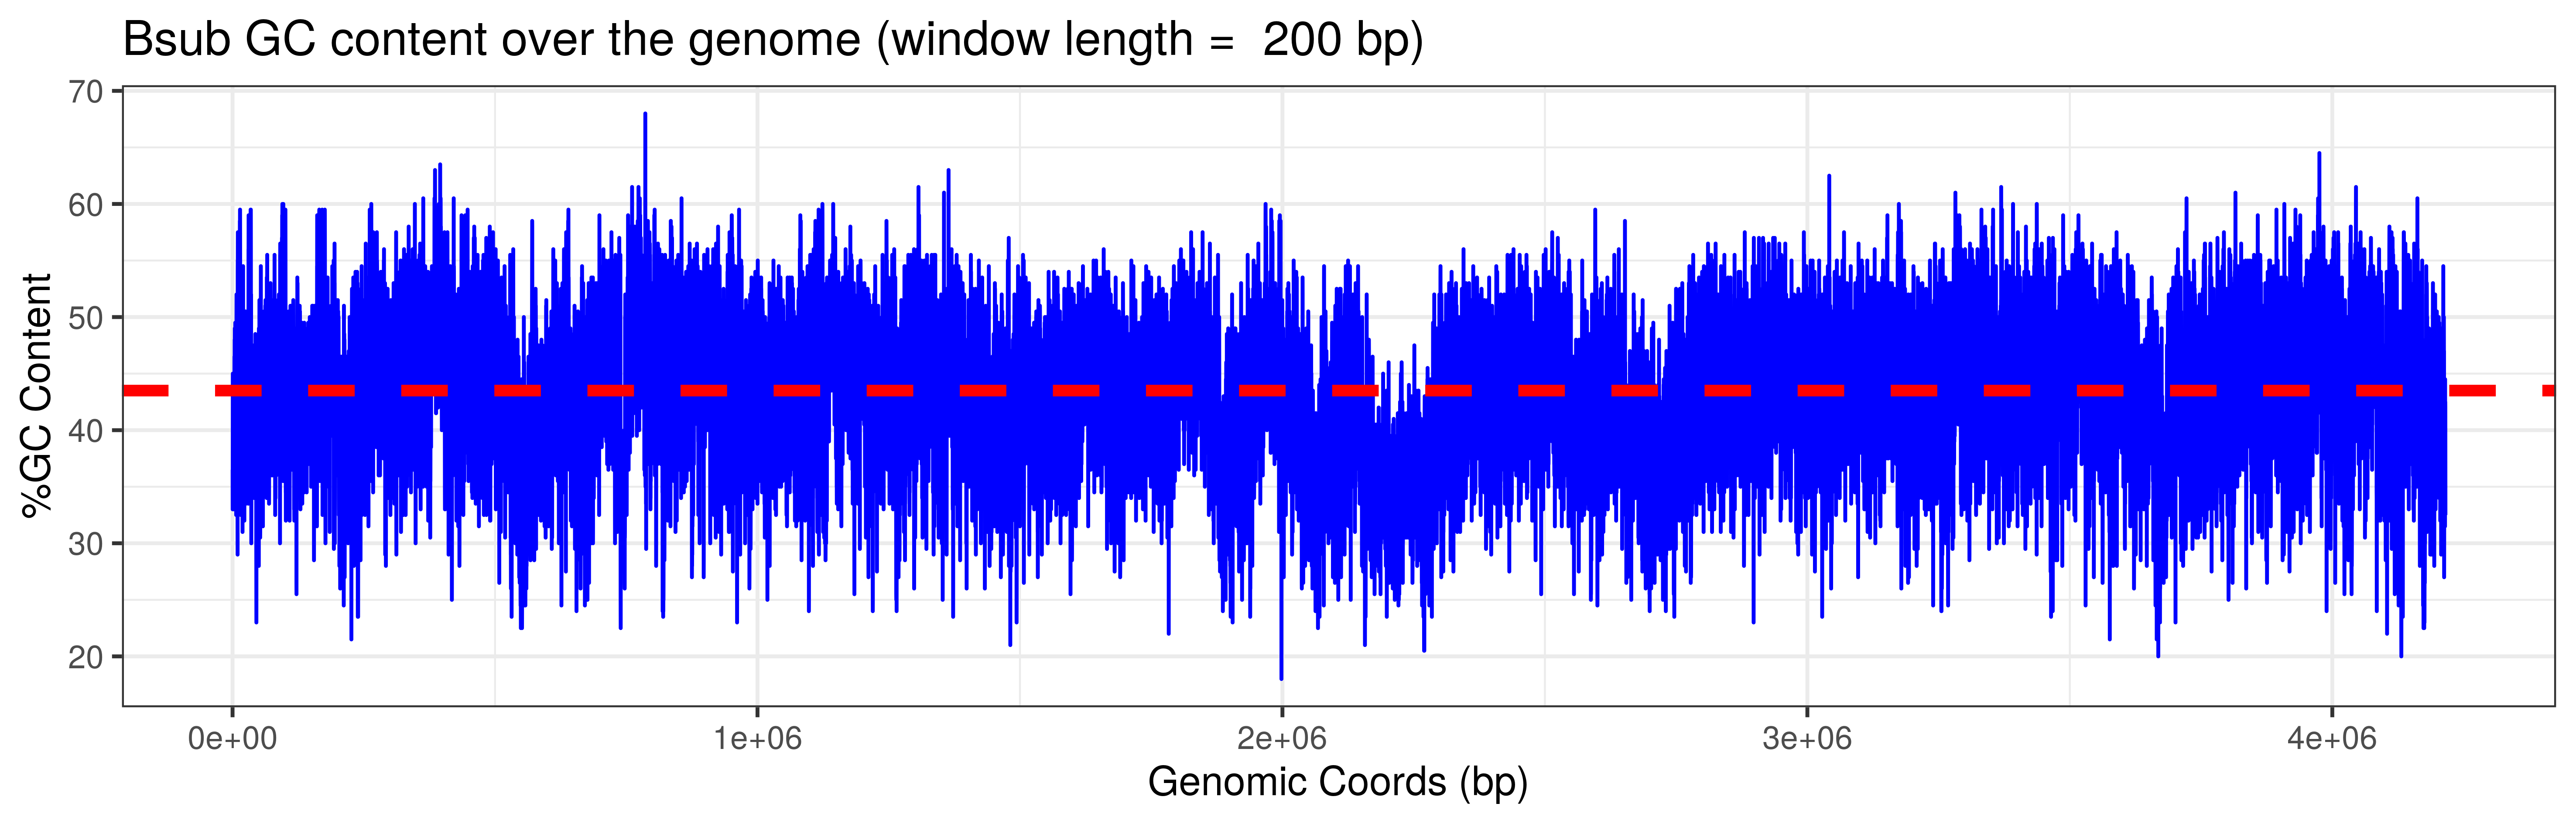 Bsub GC content over the genome (window length =  200 bp)
70
60
50
40
30
20
%GC Content
0e+00 1e+06 2e+06 3e+06 4e+06
Genomic Coords (bp)